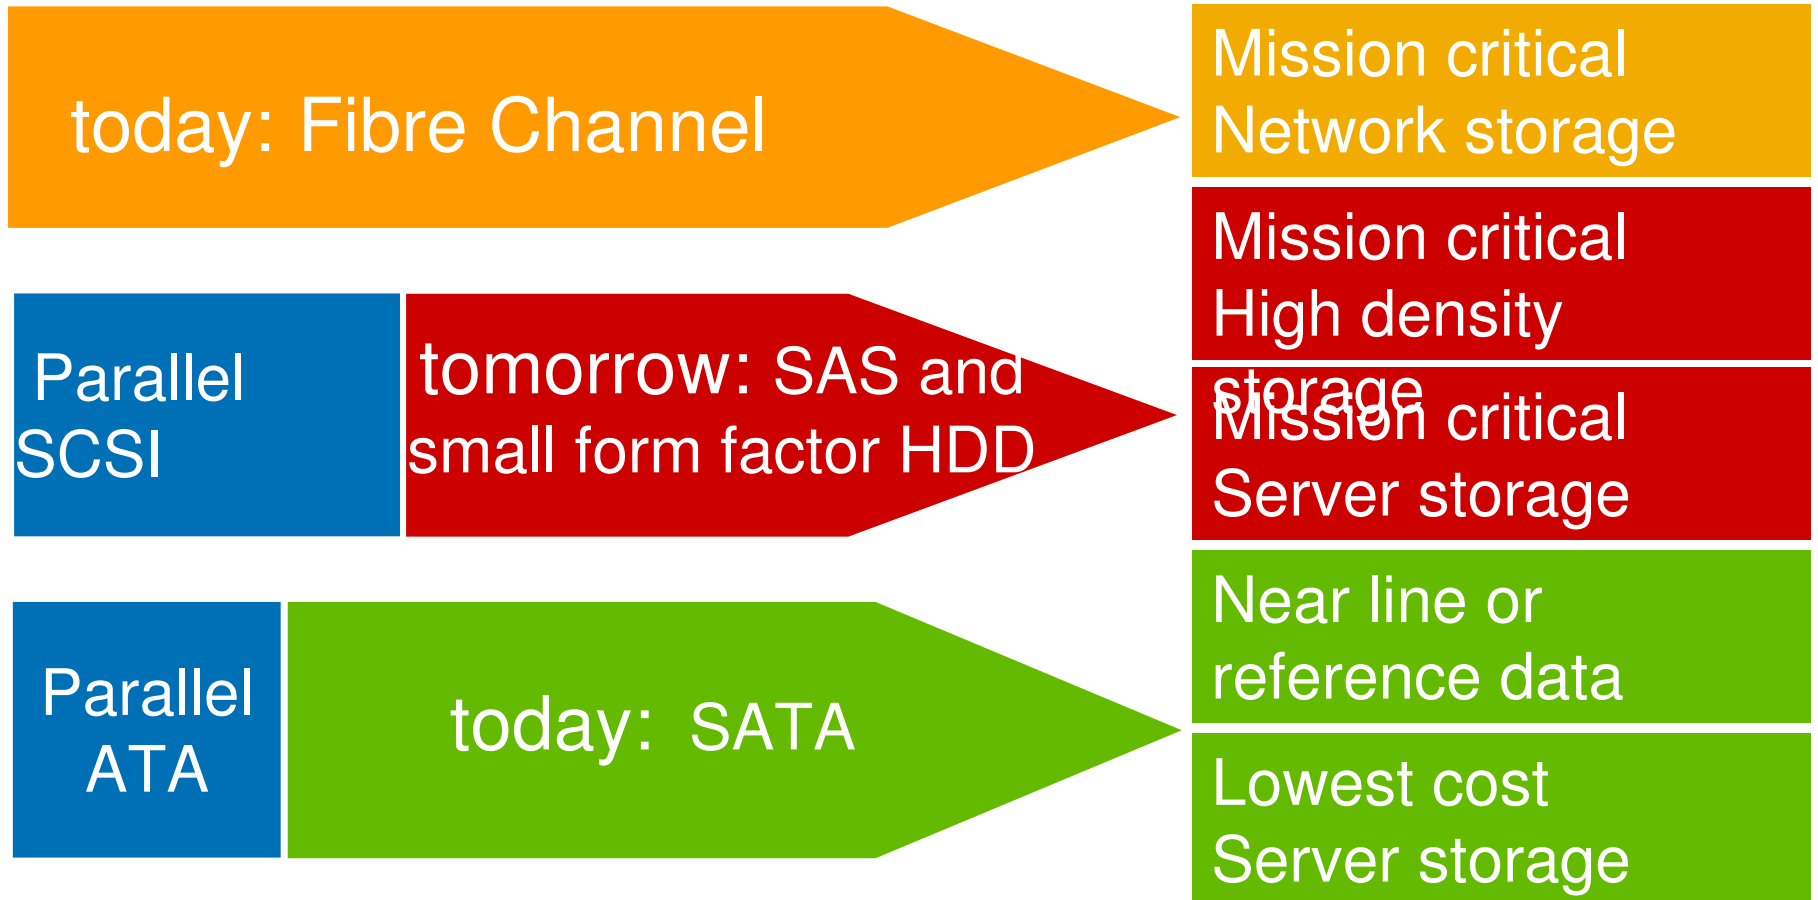 today: Fibre Channel
Mission critical
Network storage
Mission critical
High density
storage
Parallel
SCSI
tomorrow: SAS and
small form factor HDD
Mission critical
Server storage
Near line or
reference data
Parallel
ATA
today: SATA
Lowest cost
Server storage